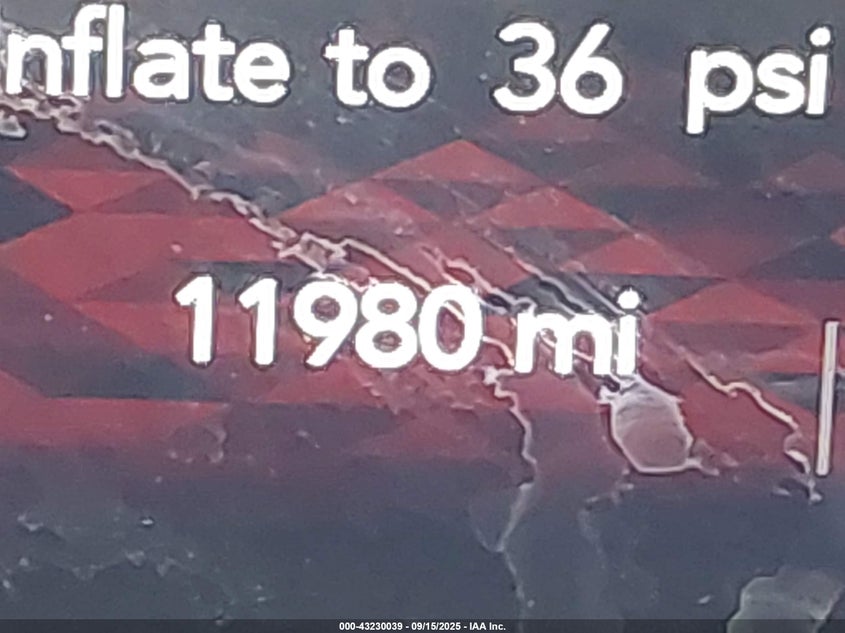 nflate to 36 psi
11980 mi
000-43230039 - 09/15/2025 - IAA Inc.